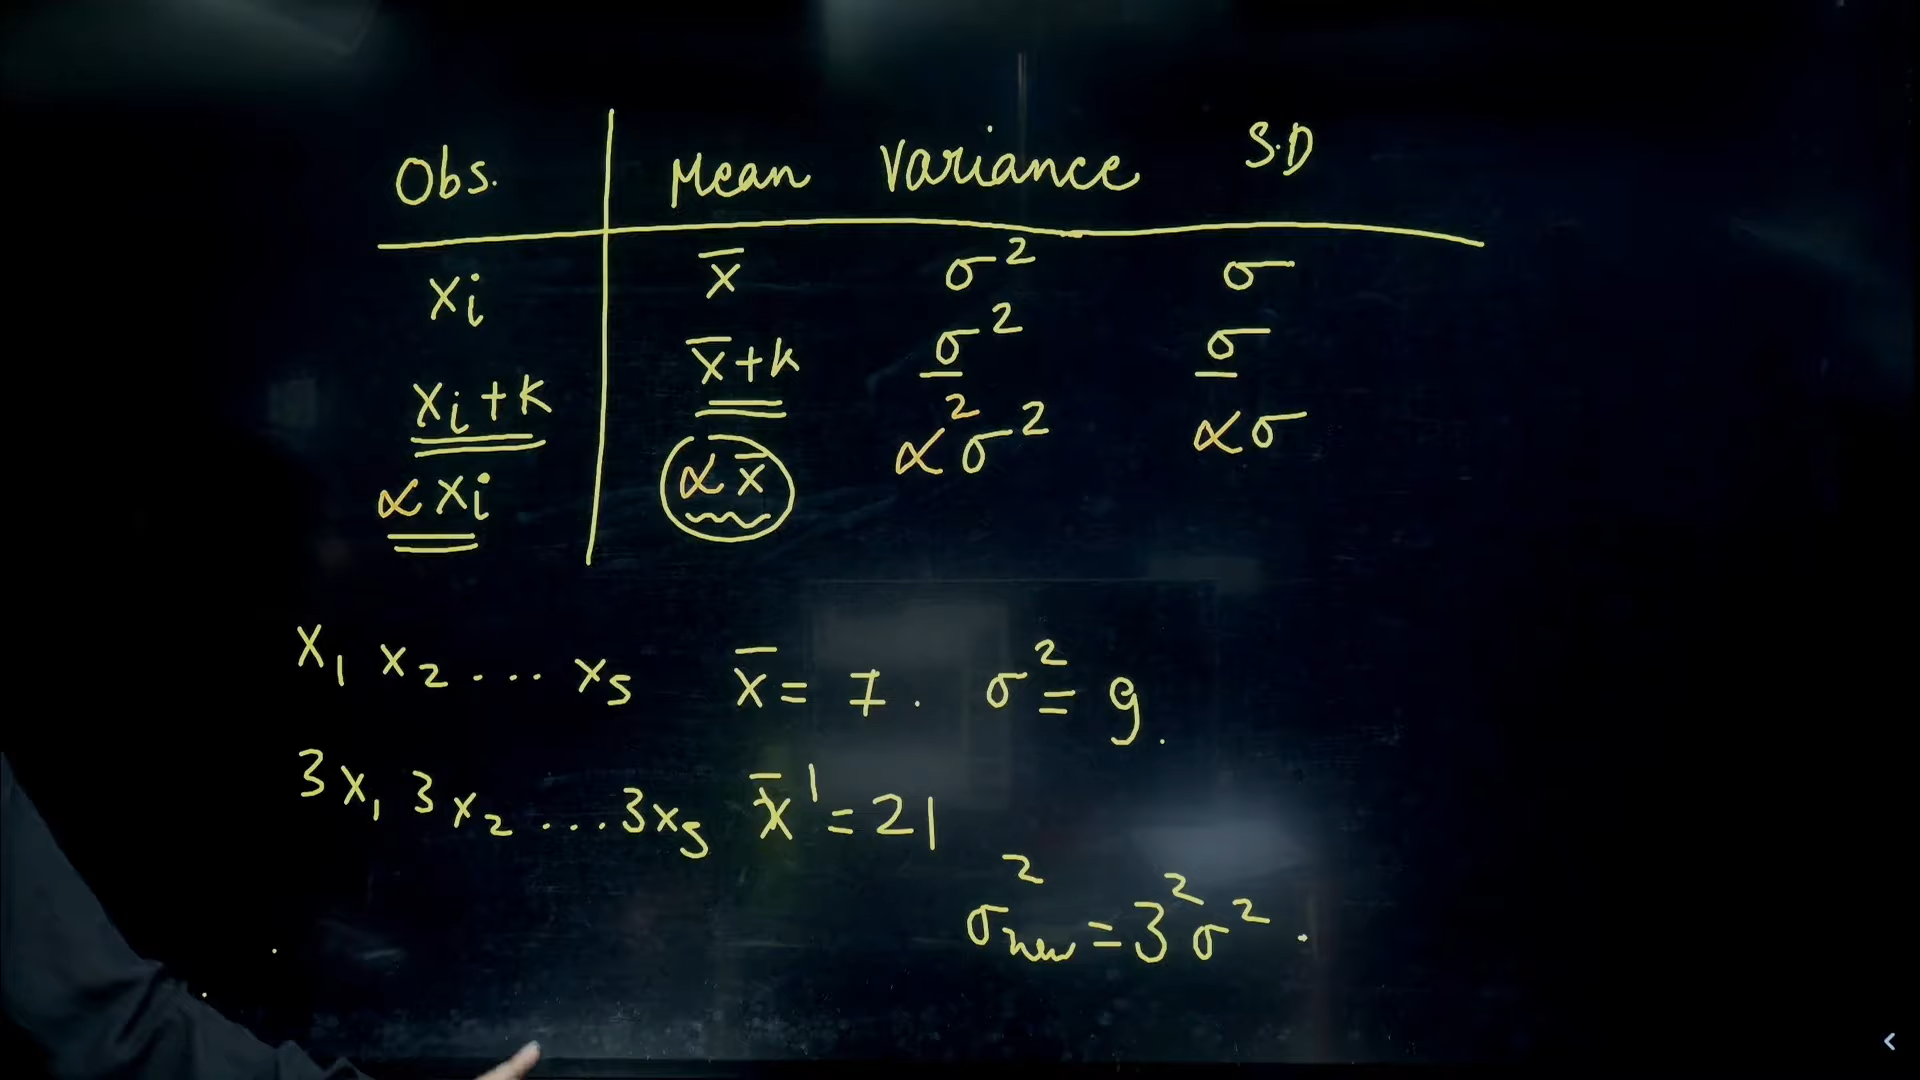 Obs. Mean Variance S.D
xi x̄ σ² σ
xi+k x̄+k σ² σ
αxi αx̄ α²σ² ασ
x₁ x₂ ... x₅ x̄ = 7. σ² = 9.
3x₁ 3x₂ ... 3x₅ x̄' = 21
σ²new = 3²σ².